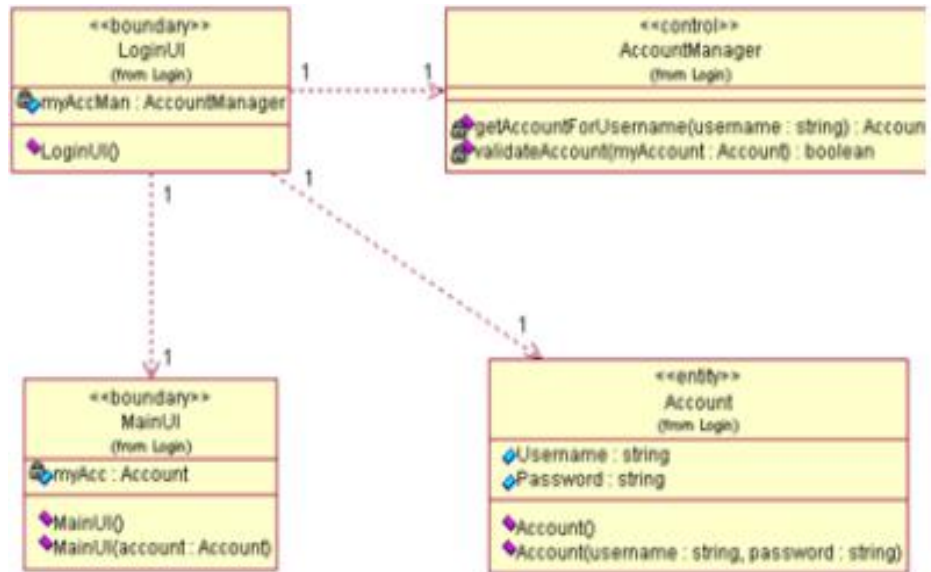 <<boundary>>
LoginUI
(from Login)
myAccMan : AccountManager
LoginUI()
1
1
<<control>>
AccountManager
(from Login)
getAccountForUsername(username : string) : Accoun
validateAccount(myAccount : Account) : boolean
1
1
1
1
<<boundary>>
MainUI
(from Login)
myAcc : Account
MainUI()
MainUI(account : Account)
<<entity>>
Account
(from Login)
Username : string
Password : string
Account()
Account(username : string, password : string)